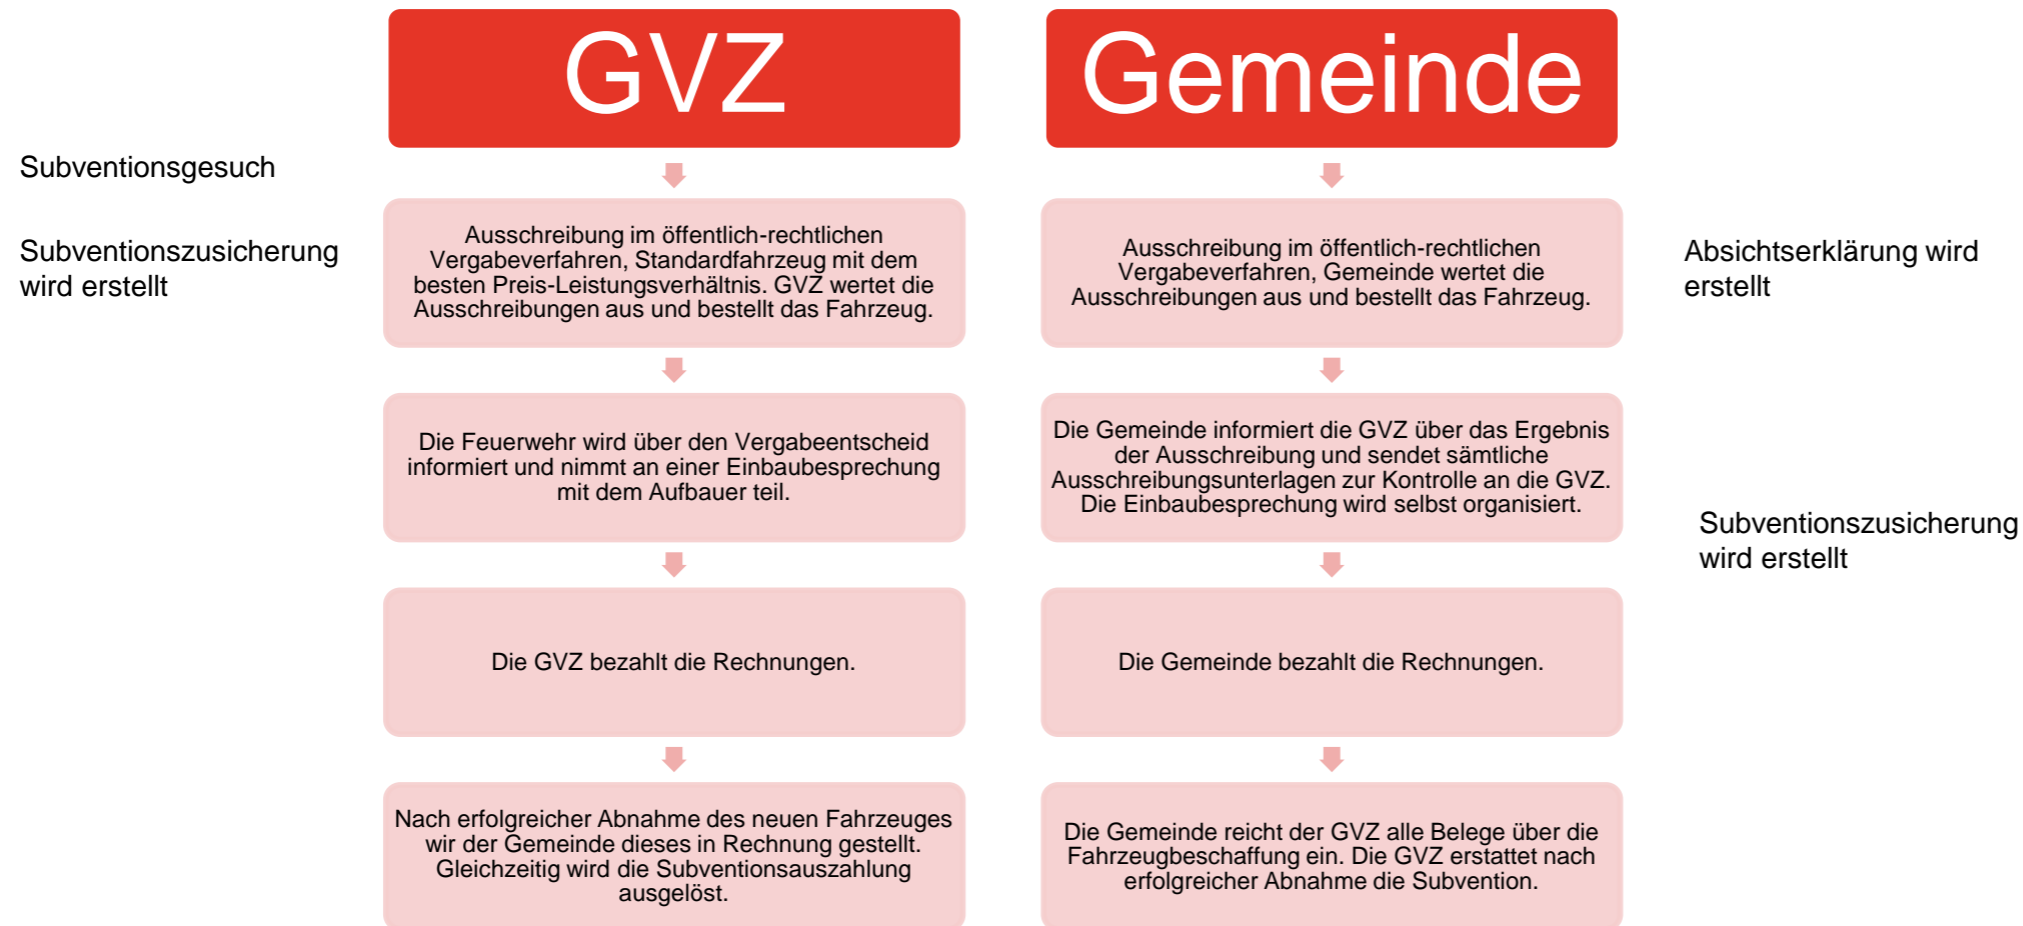 GVZ
Gemeinde
Subventionsgesuch
Subventionszusicherung
wird erstellt
Ausschreibung im öffentlich-rechtlichen
Vergabeverfahren, Standardfahrzeug mit dem
besten Preis-Leistungsverhältnis. GVZ wertet die
Ausschreibungen aus und bestellt das Fahrzeug.
Ausschreibung im öffentlich-rechtlichen
Vergabeverfahren, Gemeinde wertet die
Ausschreibungen aus und bestellt das Fahrzeug.
Absichtserklärung wird
erstellt
Die Feuerwehr wird über den Vergabeentscheid
informiert und nimmt an einer Einbaubesprechung
mit dem Aufbauer teil.
Die Gemeinde informiert die GVZ über das Ergebnis
der Ausschreibung und sendet sämtliche
Ausschreibungsunterlagen zur Kontrolle an die GVZ.
Die Einbaubesprechung wird selbst organisiert.
Subventionszusicherung
wird erstellt
Die GVZ bezahlt die Rechnungen.
Die Gemeinde bezahlt die Rechnungen.
Nach erfolgreicher Abnahme des neuen Fahrzeuges
wir der Gemeinde dieses in Rechnung gestellt.
Gleichzeitig wird die Subventionsauszahlung
ausgelöst.
Die Gemeinde reicht der GVZ alle Belege über die
Fahrzeugbeschaffung ein. Die GVZ erstattet nach
erfolgreicher Abnahme die Subvention.